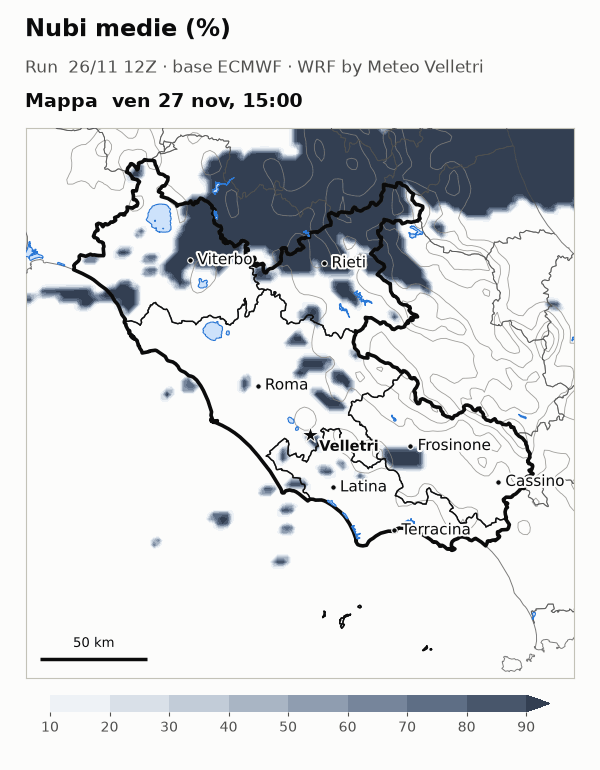 Nubi medie (%)
Run  26/11 12Z · base ECMWF · WRF by Meteo Velletri
Mappa  ven 27 nov, 15:00
Viterbo
Rieti
Roma
Velletri
Frosinone
Cassino
Latina
Terracina
50 km
10 20 30 40 50 60 70 80 90